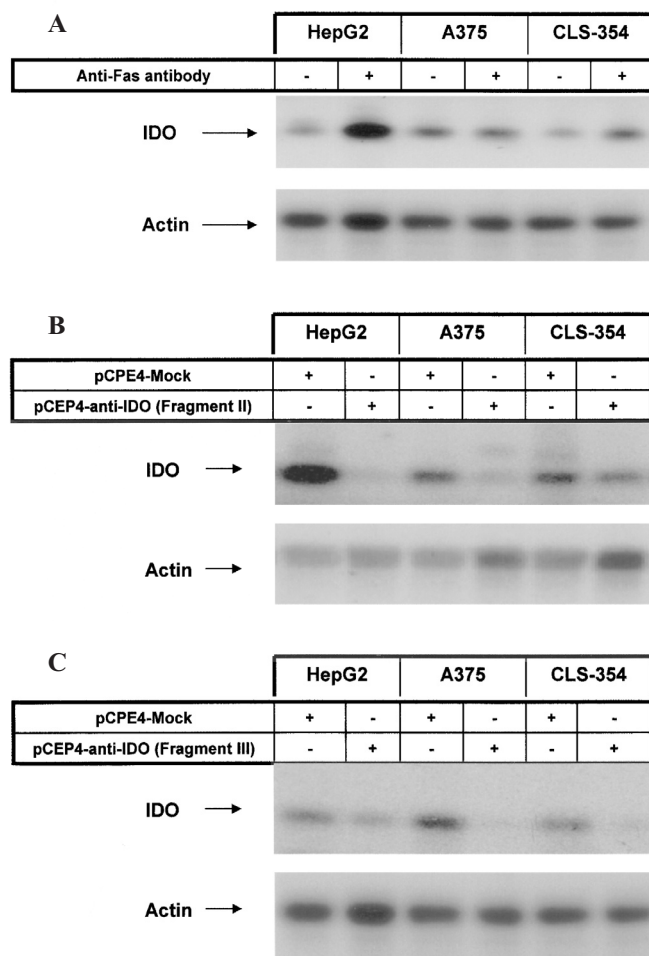 A
HepG2 A375 CLS-354
Anti-Fas antibody - + - + - +
IDO
Actin
B
HepG2 A375 CLS-354
pCPE4-Mock + - + - + -
pCEP4-anti-IDO (Fragment II) - + - + - +
IDO
Actin
C
HepG2 A375 CLS-354
pCPE4-Mock + - + - + -
pCEP4-anti-IDO (Fragment III) - + - + - +
IDO
Actin